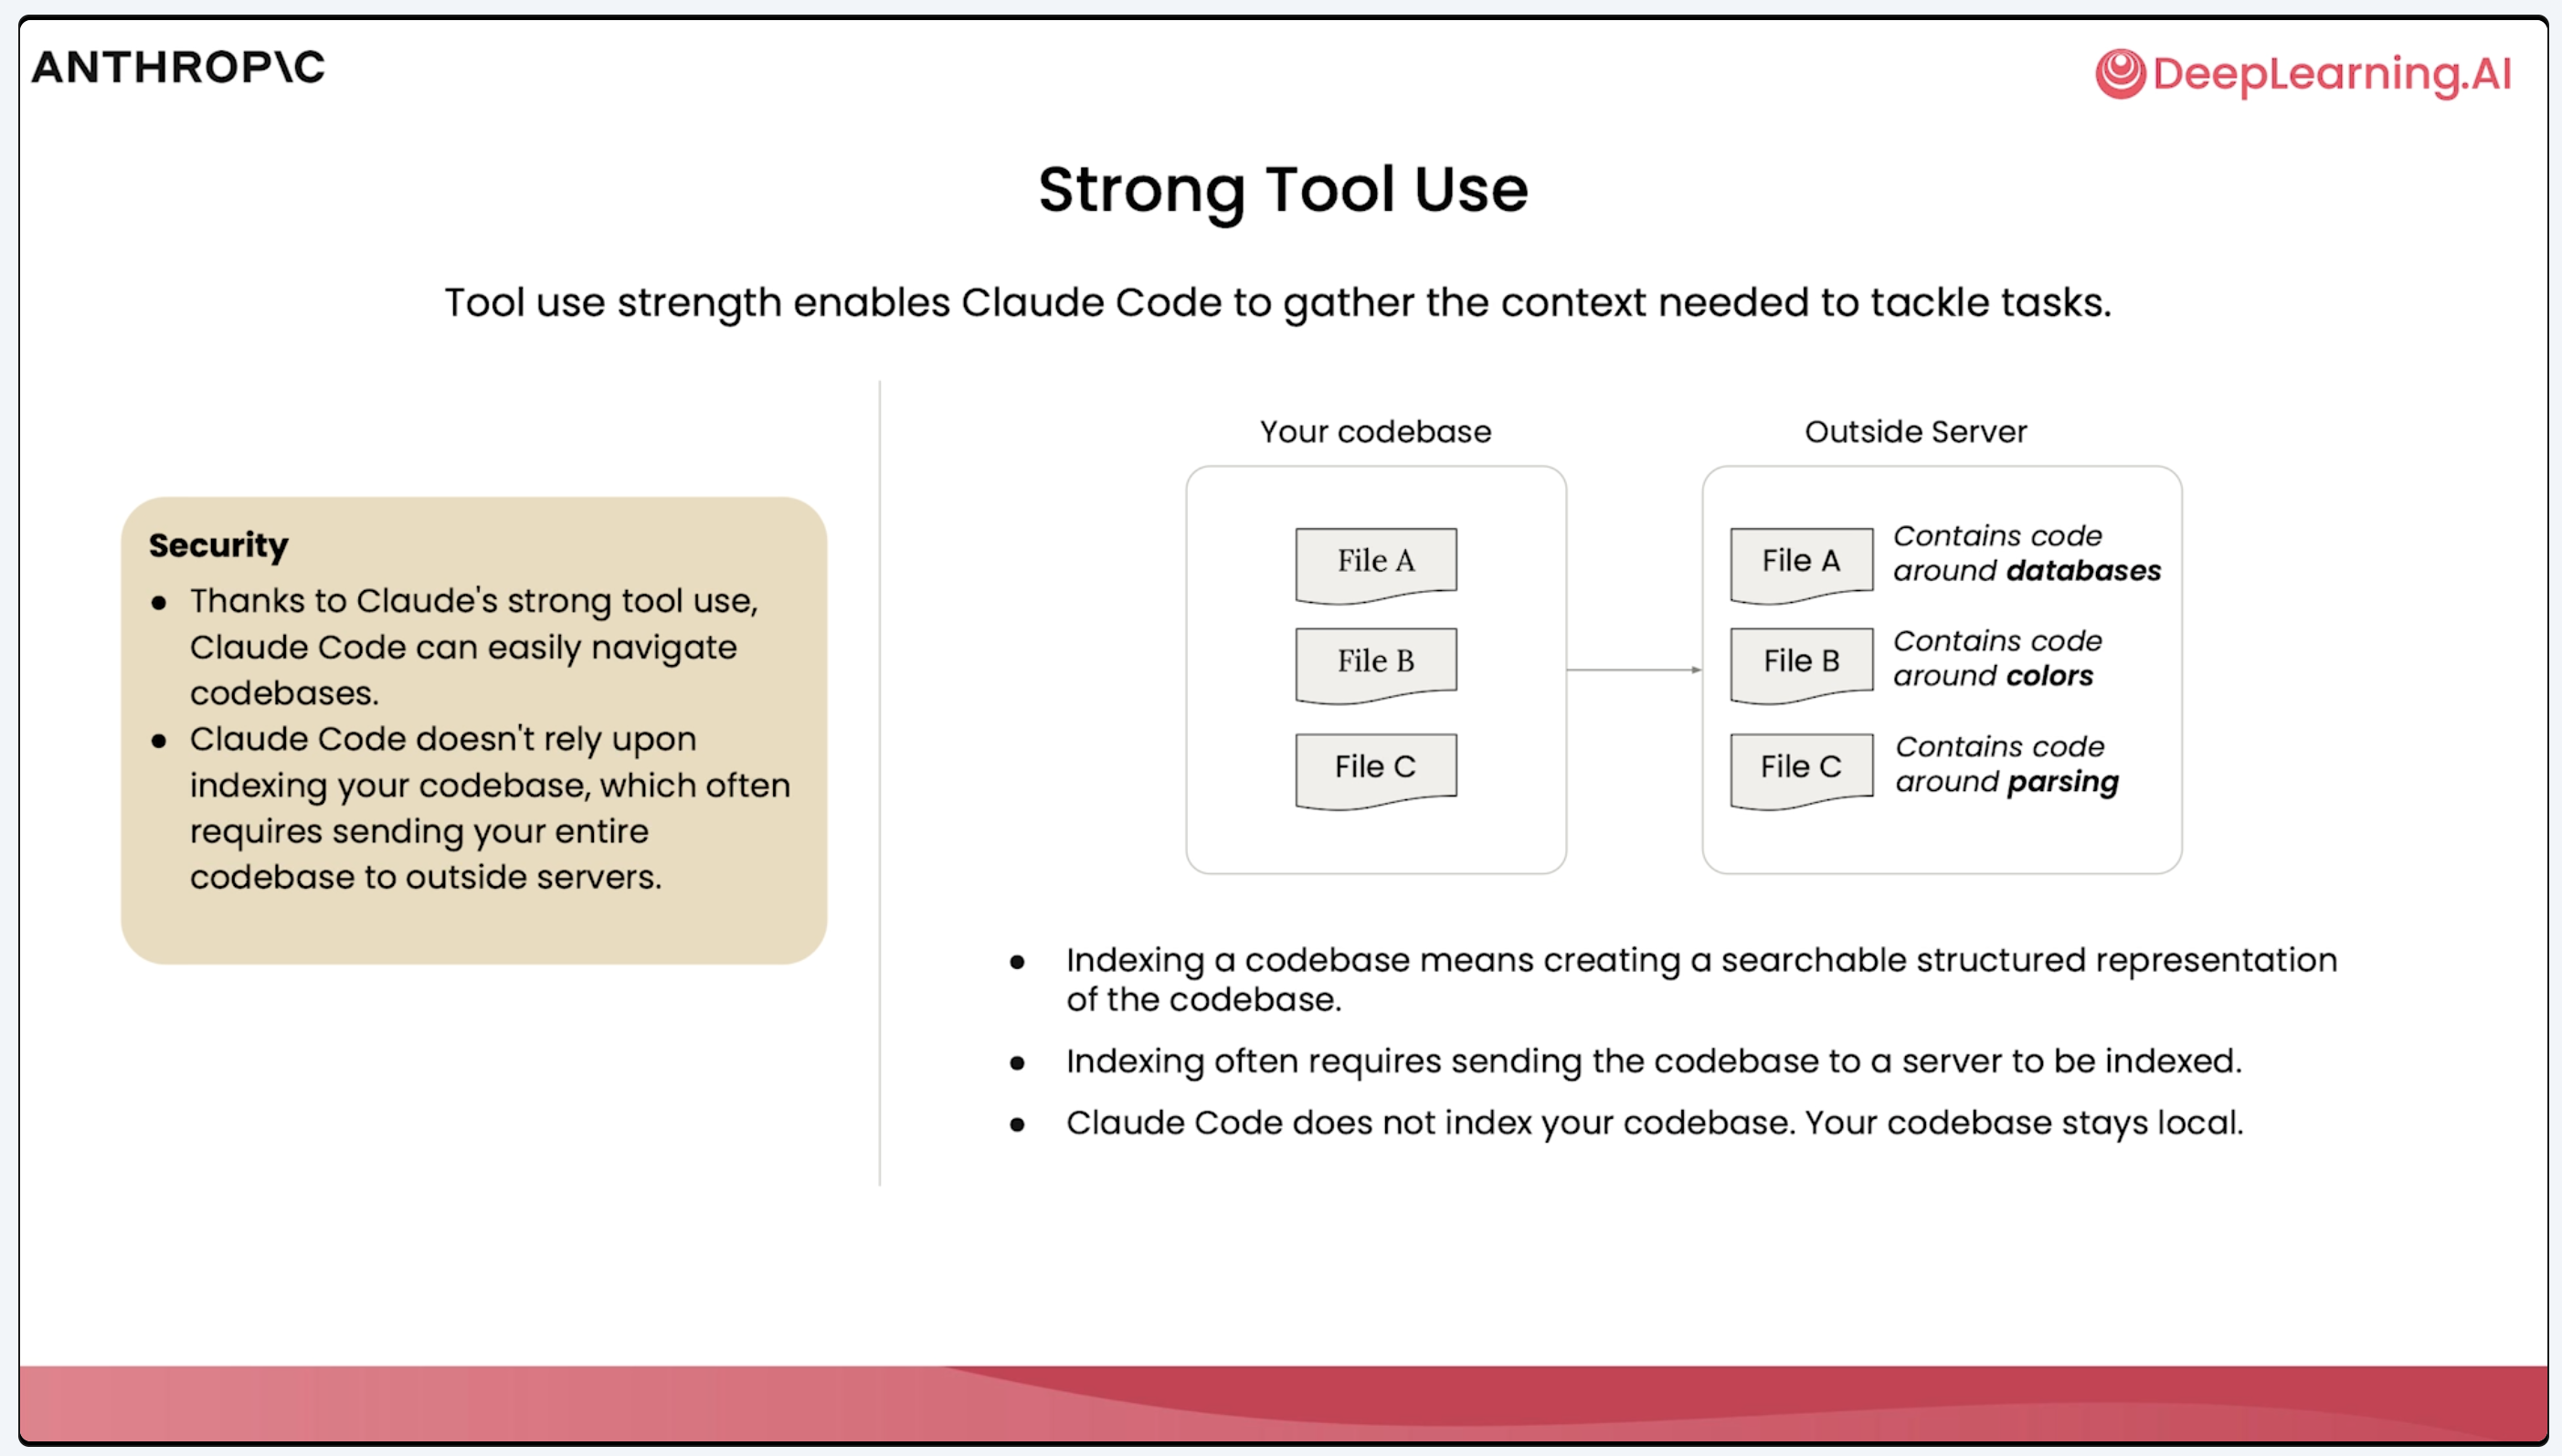 ANTHROP\C
DeepLearning.AI
Strong Tool Use
Tool use strength enables Claude Code to gather the context needed to tackle tasks.
Security
● Thanks to Claude's strong tool use,
Claude Code can easily navigate
codebases.
● Claude Code doesn't rely upon
indexing your codebase, which often
requires sending your entire
codebase to outside servers.
Your codebase
File A
File B
File C
Outside Server
File A
Contains code
around databases
File B
Contains code
around colors
File C
Contains code
around parsing
● Indexing a codebase means creating a searchable structured representation
of the codebase.
● Indexing often requires sending the codebase to a server to be indexed.
● Claude Code does not index your codebase. Your codebase stays local.